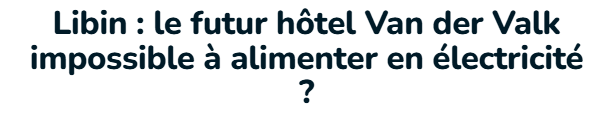 Libin : le futur hôtel Van der Valk
impossible à alimenter en électricité
?